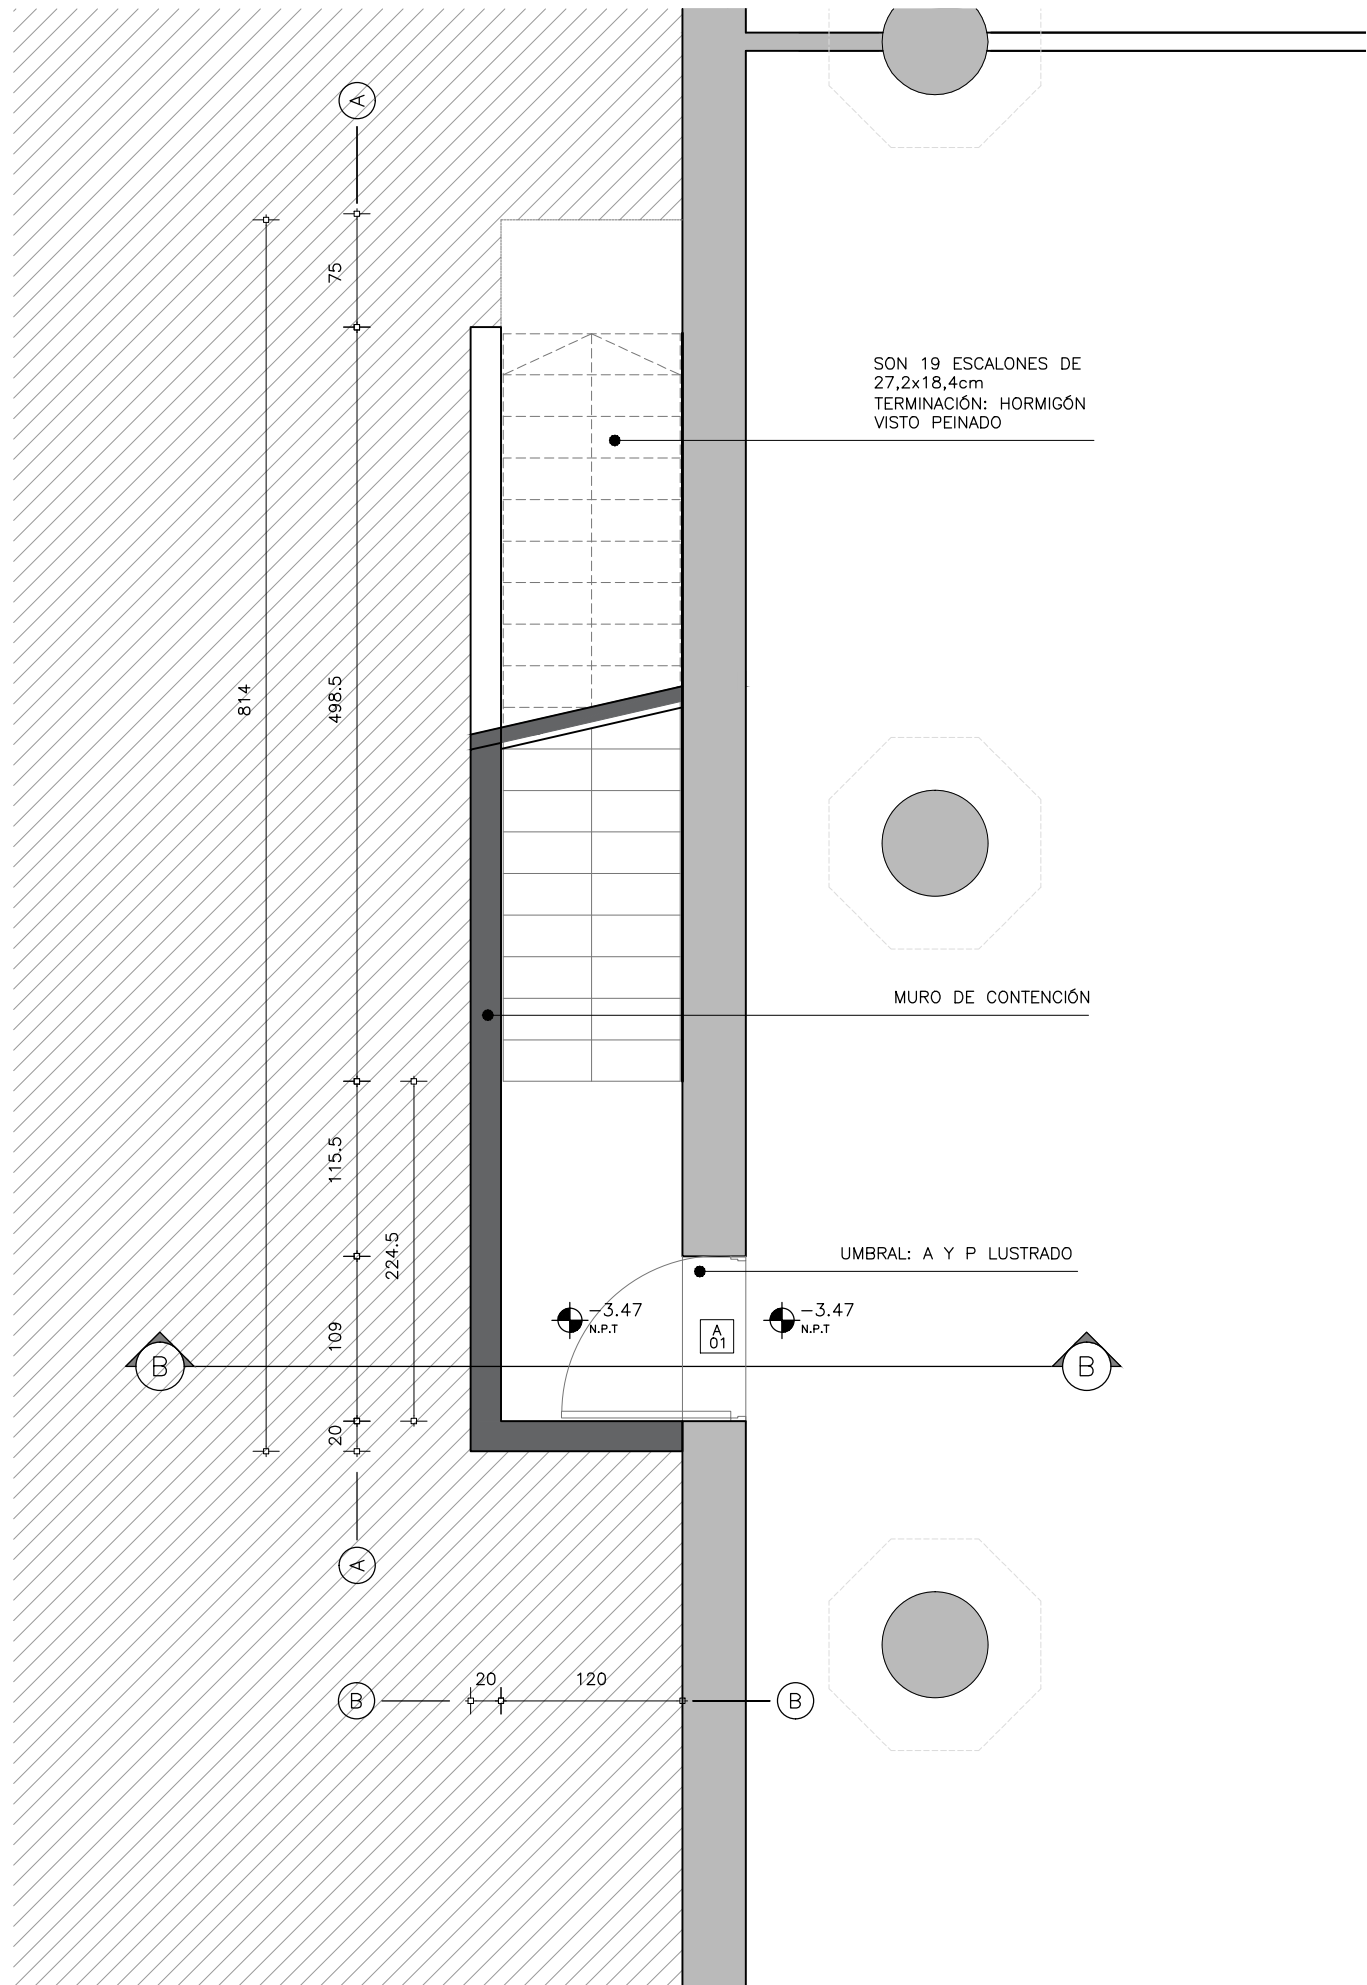 A
75
SON 19 ESCALONES DE
27,2x18,4cm
TERMINACIÓN: HORMIGÓN
VISTO PEINADO
814
498.5
MURO DE CONTENCIÓN
115.5
224.5
UMBRAL: A Y P LUSTRADO
-3.47
N.P.T
A
01
-3.47
N.P.T
109
B
B
20
A
20
120
B
B